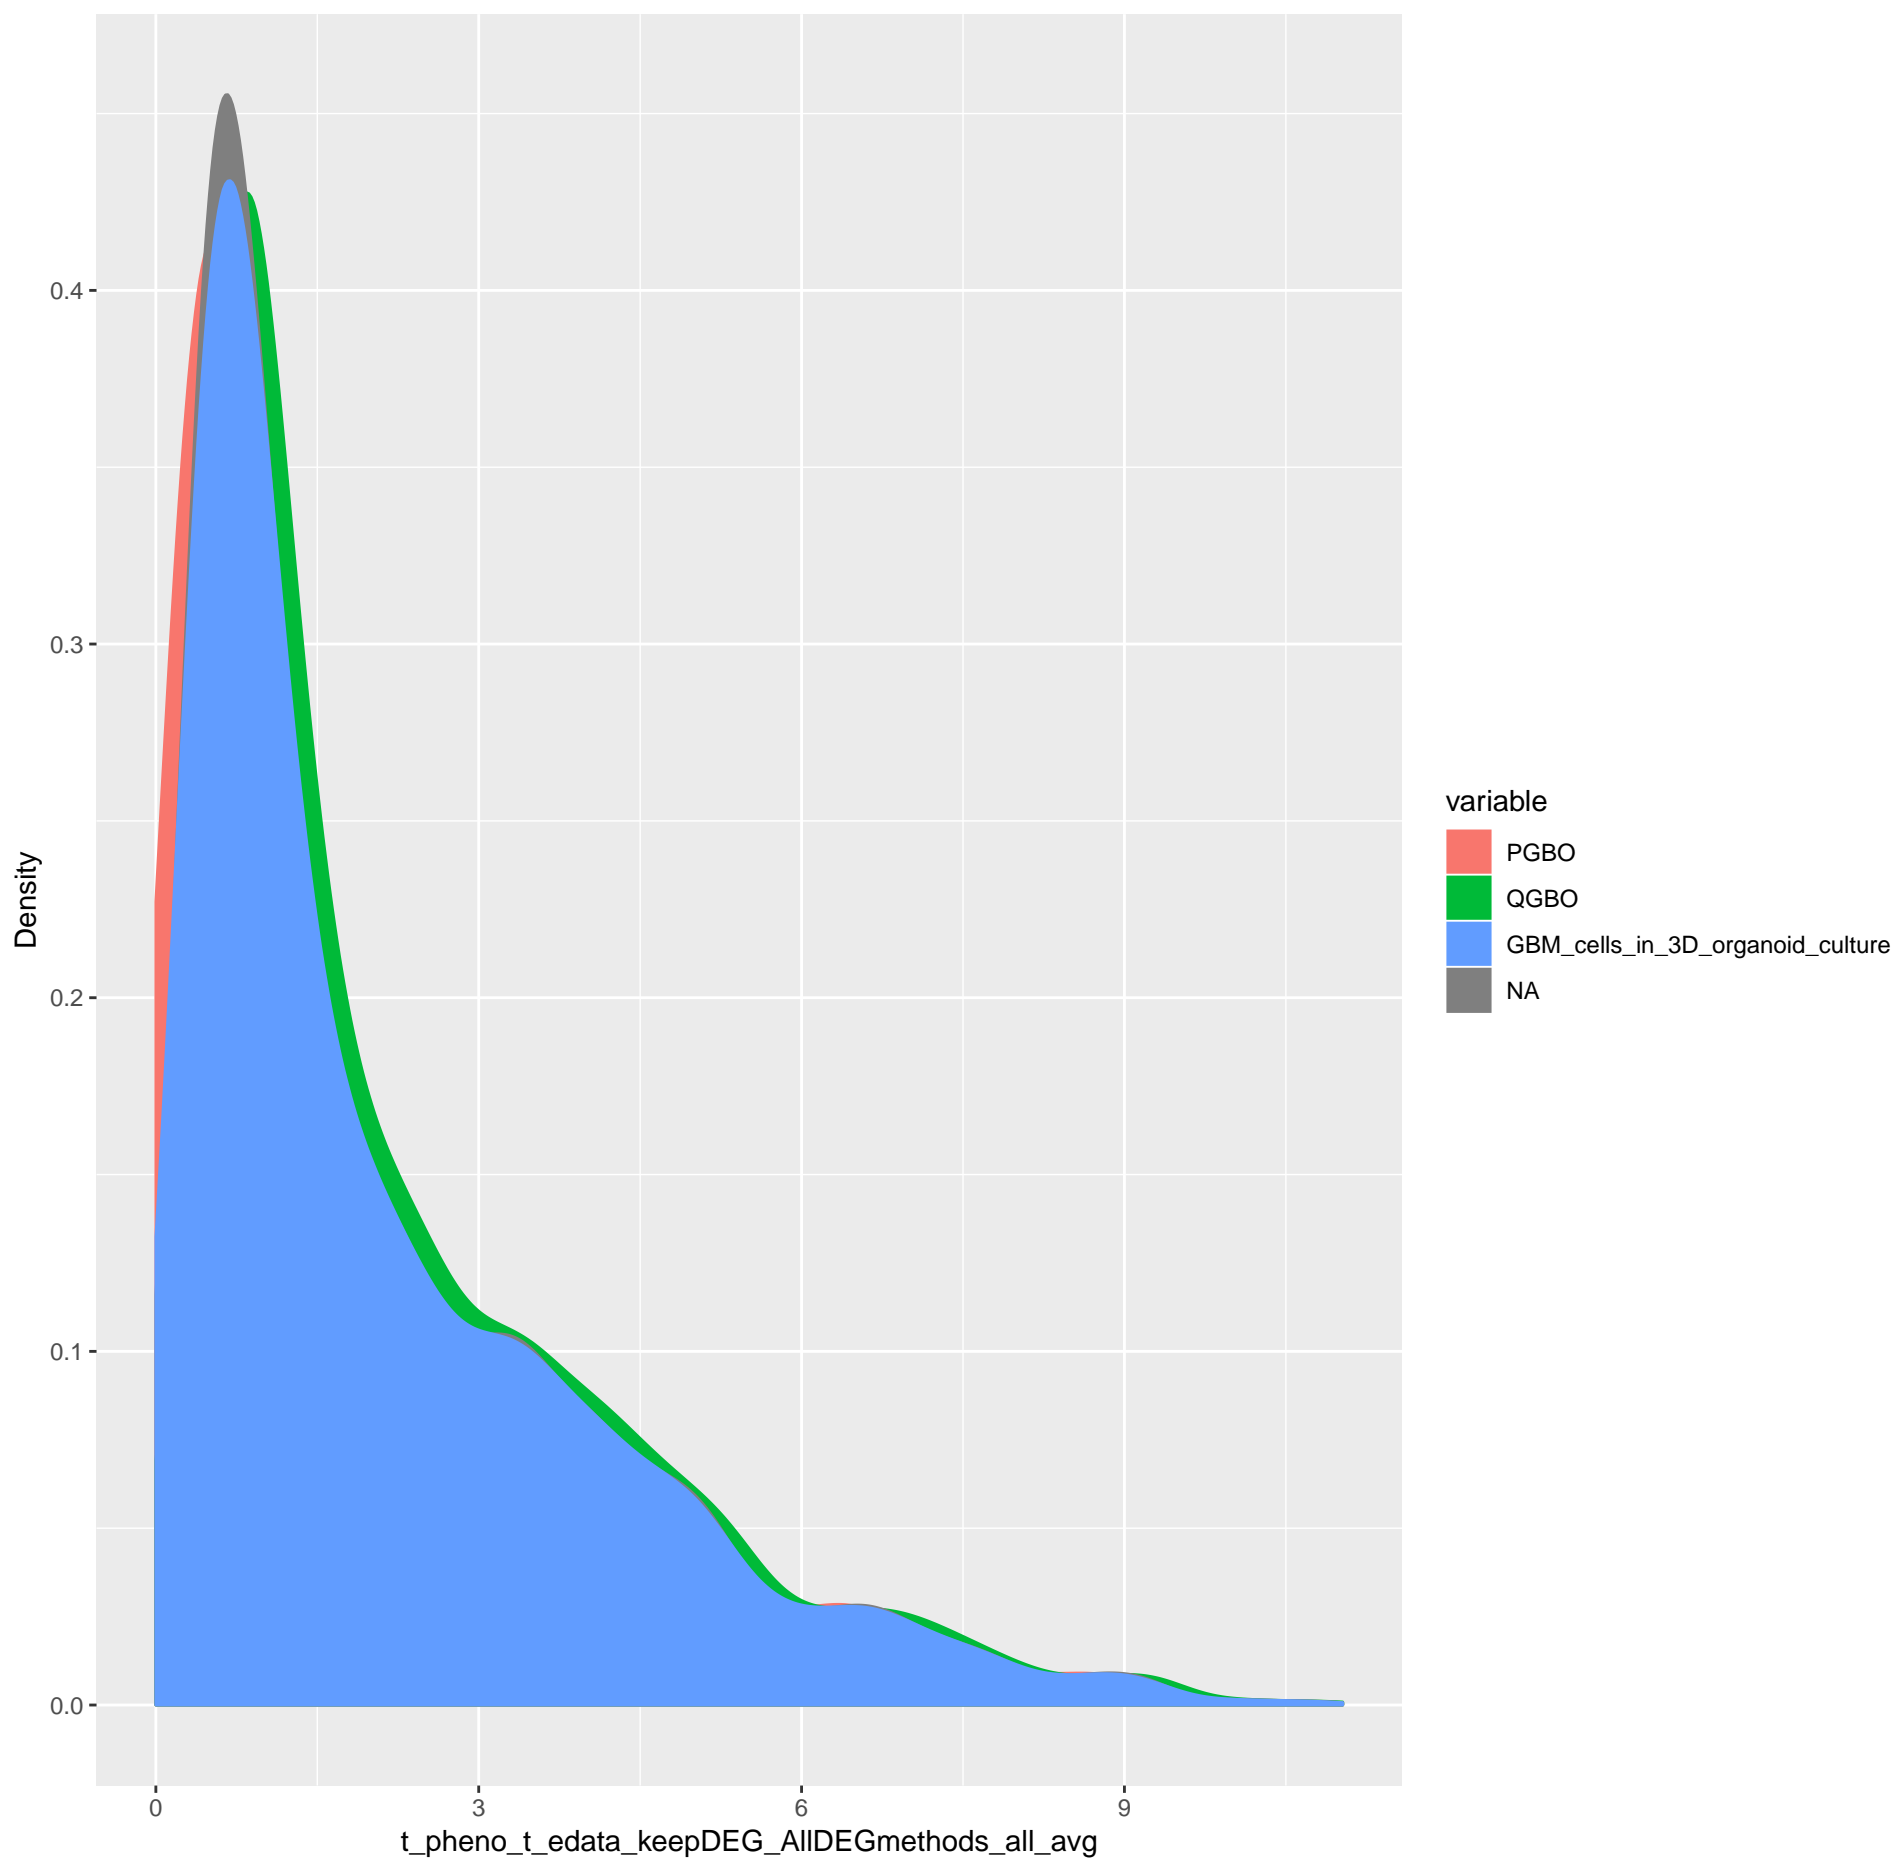 0.4
0.3
0.2
0.1
0.0
Density
0
3
6
9
t_pheno_t_edata_keepDEG_AllDEGmethods_all_avg
variable
PGBO
QGBO
GBM_cells_in_3D_organoid_culture
NA